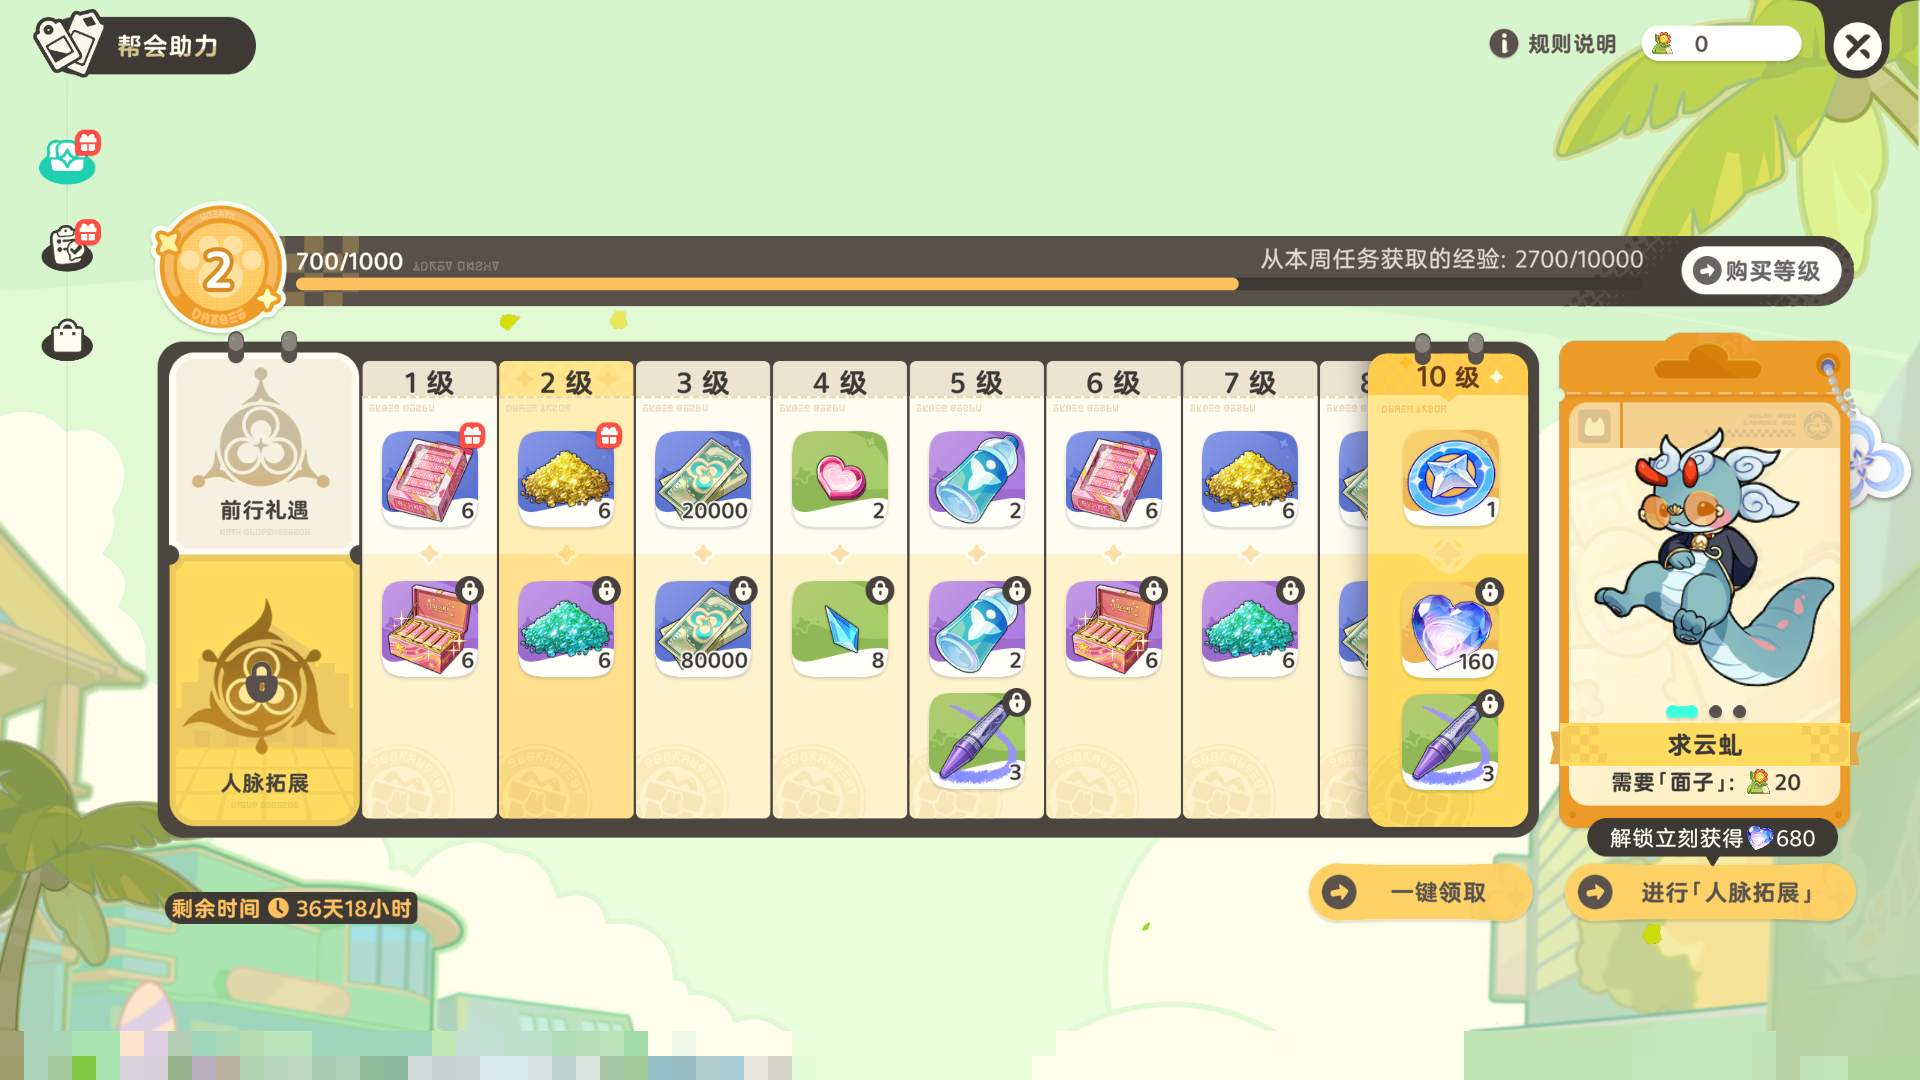 帮会助力
规则说明
0
2
700/1000
从本周任务获取的经验: 2700/10000
购买等级
前行礼遇
人脉拓展
1 级
2 级
3 级
4 级
5 级
6 级
7 级
10 级
6
6
20000
2
2
6
6
1
6
6
80000
8
2
6
6
160
3
3
求云虬
需要「面子」: 20
解锁立刻获得 680
剩余时间 36天18小时
一键领取
进行「人脉拓展」